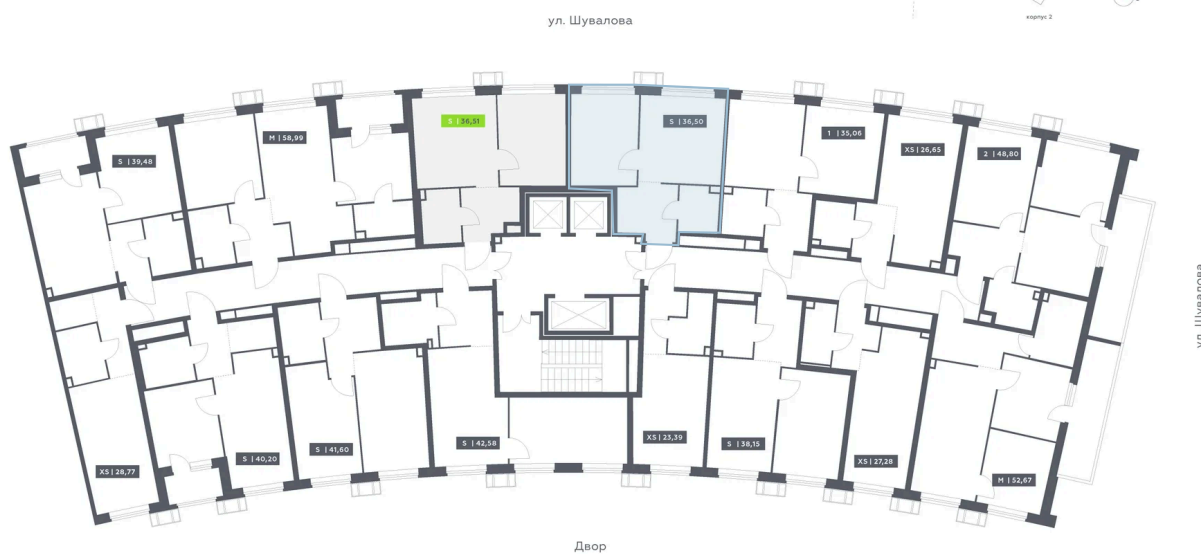 корпус 2
ул. Шувалова
S | 36,51
S | 36,50
M | 58,99
1 | 35,06
XS | 26,65
2 | 48,80
S | 39,48
ул. Шувалова
XS | 28,77
S | 40,20
S | 41,60
S | 42,58
XS | 23,39
S | 38,15
XS | 27,28
M | 52,67
Двор